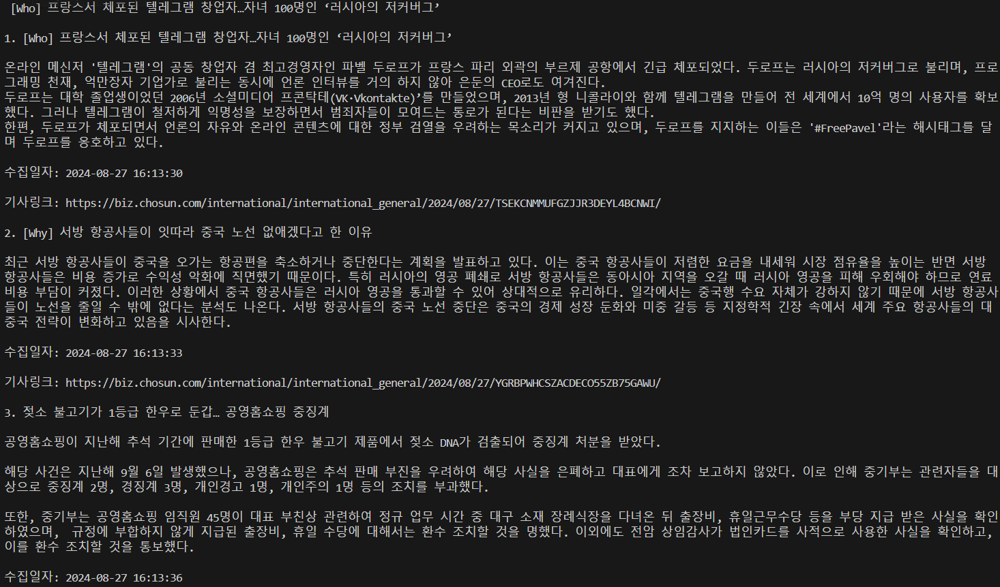 [Who] 프랑스서 체포된 텔레그램 창업자…자녀 100명인 ‘러시아의 저커버그’
1. [Who] 프랑스서 체포된 텔레그램 창업자…자녀 100명인 ‘러시아의 저커버그’
온라인 메신저 '텔레그램'의 공동 창업자 겸 최고경영자인 파벨 두로프가 프랑스 파리 외곽의 부르제 공항에서 긴급 체포되었다. 두로프는 러시아의 저커버그로 불리며, 프로
그래밍 천재, 억만장자 기업가로 불리는 동시에 언론 인터뷰를 거의 하지 않아 은둔의 CEO로도 여겨진다.
두로프는 대학 졸업생이었던 2006년 소셜미디어 프콘탁테(VK·Vkontakte)’를 만들었으며, 2013년 형 니콜라이와 함께 텔레그램을 만들어 전 세계에서 10억 명의 사용자를 확보
했다. 그러나 텔레그램이 철저하게 익명성을 보장하면서 범죄자들이 모여드는 통로가 된다는 비판을 받기도 했다.
한편, 두로프가 체포되면서 언론의 자유와 온라인 콘텐츠에 대한 정부 검열을 우려하는 목소리가 커지고 있으며, 두로프를 지지하는 이들은 '#FreePavel'라는 해시태그를 달
며 두로프를 옹호하고 있다.
수집일자: 2024-08-27 16:13:30
기사링크: https://biz.chosun.com/international/international_general/2024/08/27/TSEKCNMMUFGZJJR3DEYL4BCNWI/
2. [Why] 서방 항공사들이 잇따라 중국 노선 없애겠다고 한 이유
최근 서방 항공사들이 중국을 오가는 항공편을 축소하거나 중단한다는 계획을 발표하고 있다. 이는 중국 항공사들이 저렴한 요금을 내세워 시장 점유율을 높이는 반면 서방
항공사들은 비용 증가로 수익성 악화에 직면했기 때문이다. 특히 러시아의 영공 폐쇄로 서방 항공사들은 동아시아 지역을 오갈 때 러시아 영공을 피해 우회해야 하므로 연료
비용 부담이 커졌다. 이러한 상황에서 중국 항공사들은 러시아 영공을 통과할 수 있어 상대적으로 유리하다. 일각에서는 중국행 수요 자체가 강하지 않기 때문에 서방 항공사
들이 노선을 줄일 수 밖에 없다는 분석도 나온다. 서방 항공사들의 중국 노선 중단은 중국의 경제 성장 둔화와 미중 갈등 등 지정학적 긴장 속에서 세계 주요 항공사들의 대
중국 전략이 변화하고 있음을 시사한다.
수집일자: 2024-08-27 16:13:33
기사링크: https://biz.chosun.com/international/international_general/2024/08/27/YGRBPWHCSZACDECO55ZB75GAWU/
3. 젖소 불고기가 1등급 한우로 둔갑… 공영홈쇼핑 중징계
공영홈쇼핑이 지난해 추석 기간에 판매한 1등급 한우 불고기 제품에서 젖소 DNA가 검출되어 중징계 처분을 받았다.
해당 사건은 지난해 9월 6일 발생했으나, 공영홈쇼핑은 추석 판매 부진을 우려하여 해당 사실을 은폐하고 대표에게 조차 보고하지 않았다. 이로 인해 중기부는 관련자들을 대
상으로 중징계 2명, 경징계 3명, 개인경고 1명, 개인주의 1명 등의 조치를 부과했다.
또한, 중기부는 공영홈쇼핑 임직원 45명이 대표 부친상 관련하여 정규 업무 시간 중 대구 소재 장례식장을 다녀온 뒤 출장비, 휴일근무수당 등을 부당 지급 받은 사실을 확인
하였으며,  규정에 부합하지 않게 지급된 출장비, 휴일 수당에 대해서는 환수 조치할 것을 명했다. 이외에도 전암 상임감사가 법인카드를 사적으로 사용한 사실을 확인하고,
이를 환수 조치할 것을 통보했다.
수집일자: 2024-08-27 16:13:36